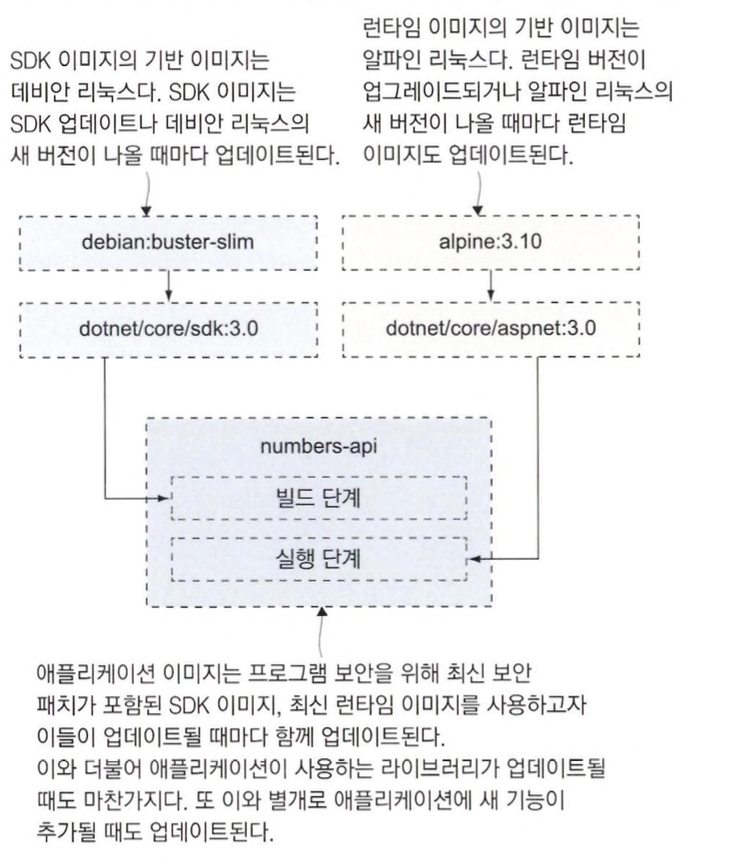 SDK 이미지의 기반 이미지는
데비안 리눅스다. SDK 이미지는
SDK 업데이트나 데비안 리눅스의
새 버전이 나올 때마다 업데이트된다.
런타임 이미지의 기반 이미지는
알파인 리눅스다. 런타임 버전이
업그레이드되거나 알파인 리눅스의
새 버전이 나올 때마다 런타임
이미지도 업데이트된다.
debian:buster-slim
alpine:3.10
dotnet/core/sdk:3.0
dotnet/core/aspnet:3.0
numbers-api
빌드 단계
실행 단계
애플리케이션 이미지는 프로그램 보안을 위해 최신 보안
패치가 포함된 SDK 이미지, 최신 런타임 이미지를 사용하고자
이들이 업데이트될 때마다 함께 업데이트된다.
이와 더불어 애플리케이션이 사용하는 라이브러리가 업데이트될
때도 마찬가지다. 또 이와 별개로 애플리케이션에 새 기능이
추가될 때도 업데이트된다.